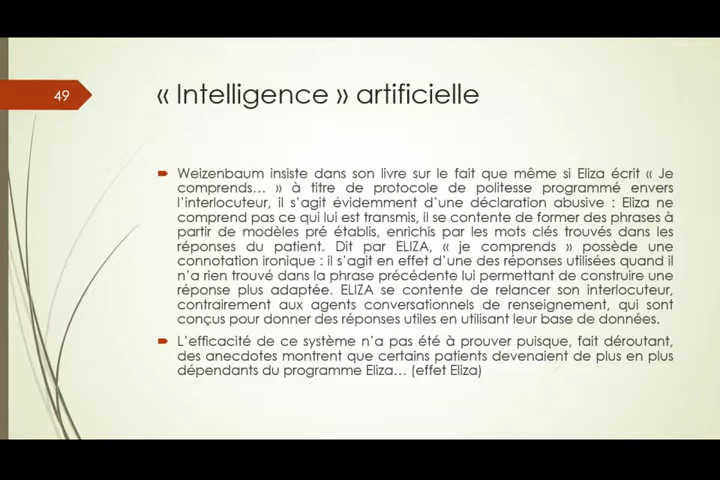 49
« Intelligence » artificielle
Weizenbaum insiste dans son livre sur le fait que même si Eliza écrit « Je
comprends… » à titre de protocole de politesse programmé envers
l’interlocuteur, il s’agit évidemment d’une déclaration abusive : Eliza ne
comprend pas ce qui lui est transmis, il se contente de former des phrases à
partir de modèles pré établis, enrichis par les mots clés trouvés dans les
réponses du patient. Dit par ELIZA, « je comprends » possède une
connotation ironique : il s’agit en effet d’une des réponses utilisées quand il
n’a rien trouvé dans la phrase précédente lui permettant de construire une
réponse plus adaptée. ELIZA se contente de relancer son interlocuteur,
contrairement aux agents conversationnels de renseignement, qui sont
conçus pour donner des réponses utiles en utilisant leur base de données.
L’efficacité de ce système n’a pas été à prouver puisque, fait déroutant,
des anecdotes montrent que certains patients devenaient de plus en plus
dépendants du programme Eliza… (effet Eliza)